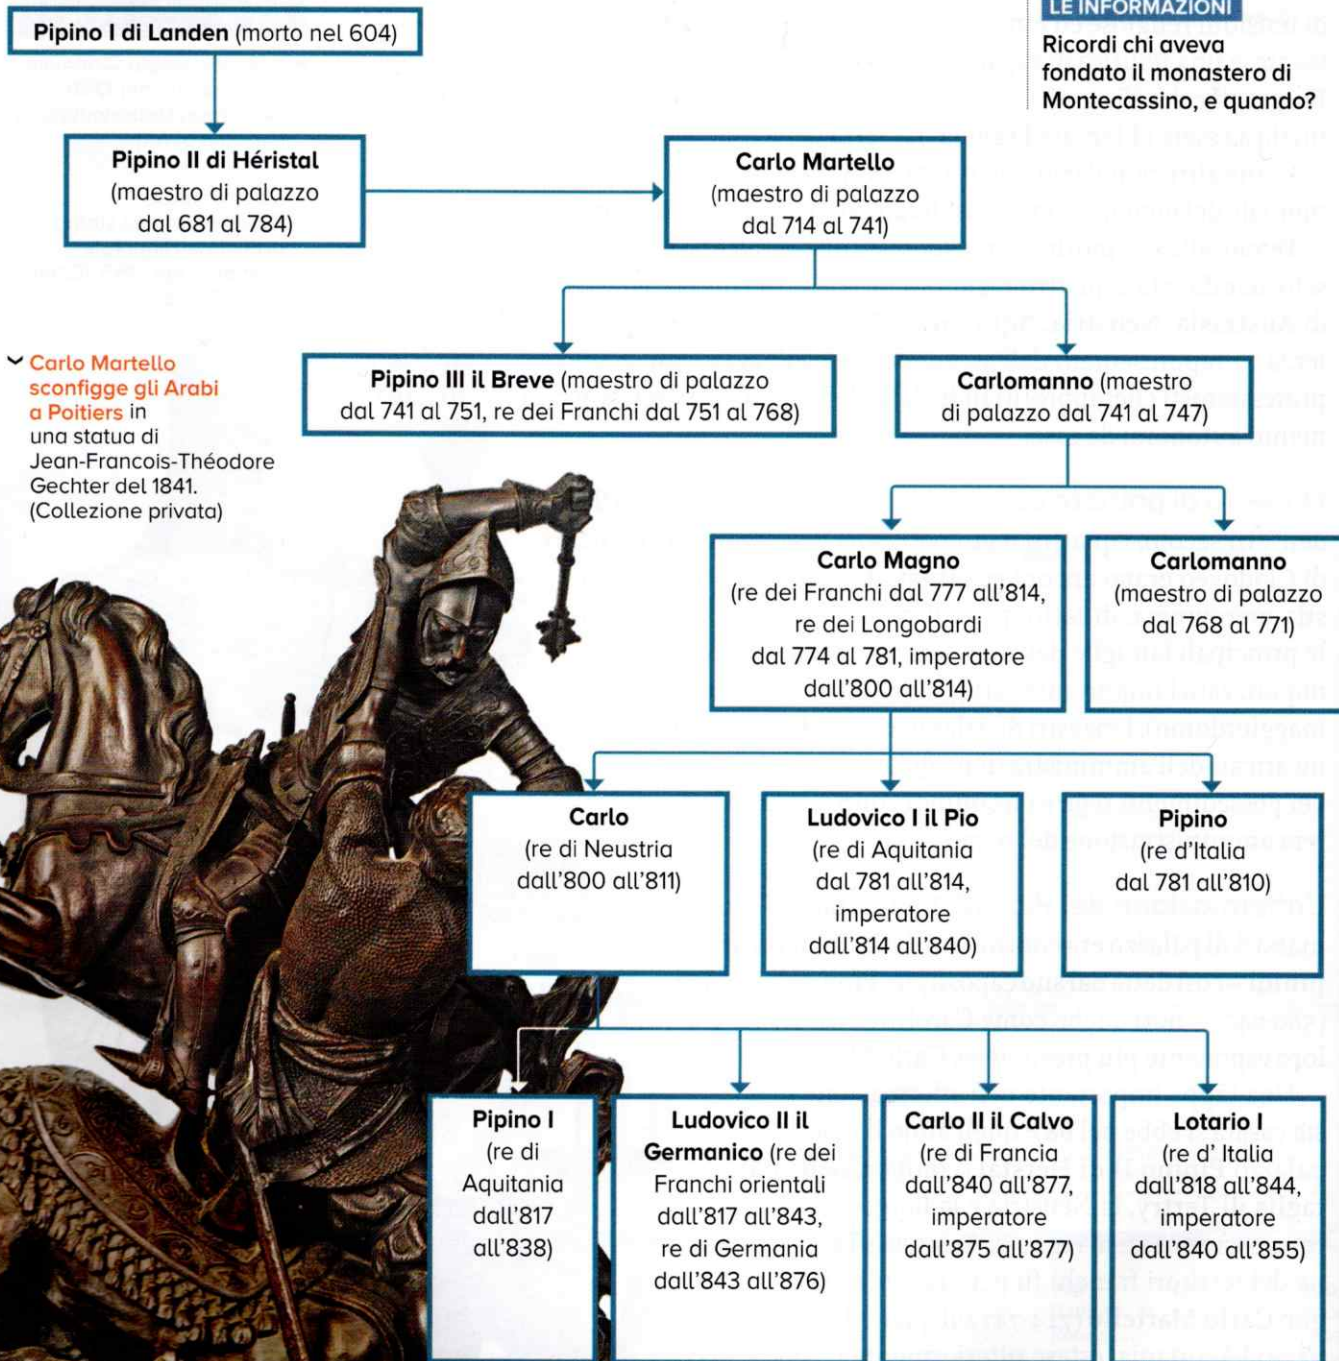 LE INFORMAZIONI
Ricordi chi aveva
fondato il monastero di
Montecassino, e quando?
Pipino I di Landen (morto nel 604)
Pipino II di Héristal
(maestro di palazzo
dal 681 al 784)
Carlo Martello
(maestro di palazzo
dal 714 al 741)
Carlo Martello
sconfigge gli Arabi
a Poitiers in
una statua di
Jean-Francois-Théodore
Gechter del 1841.
(Collezione privata)
Pipino III il Breve (maestro di palazzo
dal 741 al 751, re dei Franchi dal 751 al 768)
Carlomanno (maestro
di palazzo dal 741 al 747)
Carlo Magno
(re dei Franchi dal 777 all'814,
re dei Longobardi
dal 774 al 781, imperatore
dall'800 all'814)
Carlomanno
(maestro di palazzo
dal 768 al 771)
Carlo
(re di Neustria
dall'800 all'811)
Ludovico I il Pio
(re di Aquitania
dal 781 all'814,
imperatore
dall'814 all'840)
Pipino
(re d'Italia
dal 781 all'810)
Pipino I
(re di
Aquitania
dall'817
all'838)
Ludovico II il
Germanico (re dei
Franchi orientali
dall'817 all'843,
re di Germania
dall'843 all'876)
Carlo II il Calvo
(re di Francia
dall'840 all'877,
imperatore
dall'875 all'877)
Lotario I
(re d' Italia
dall'818 all'844,
imperatore
dall'840 all'855)